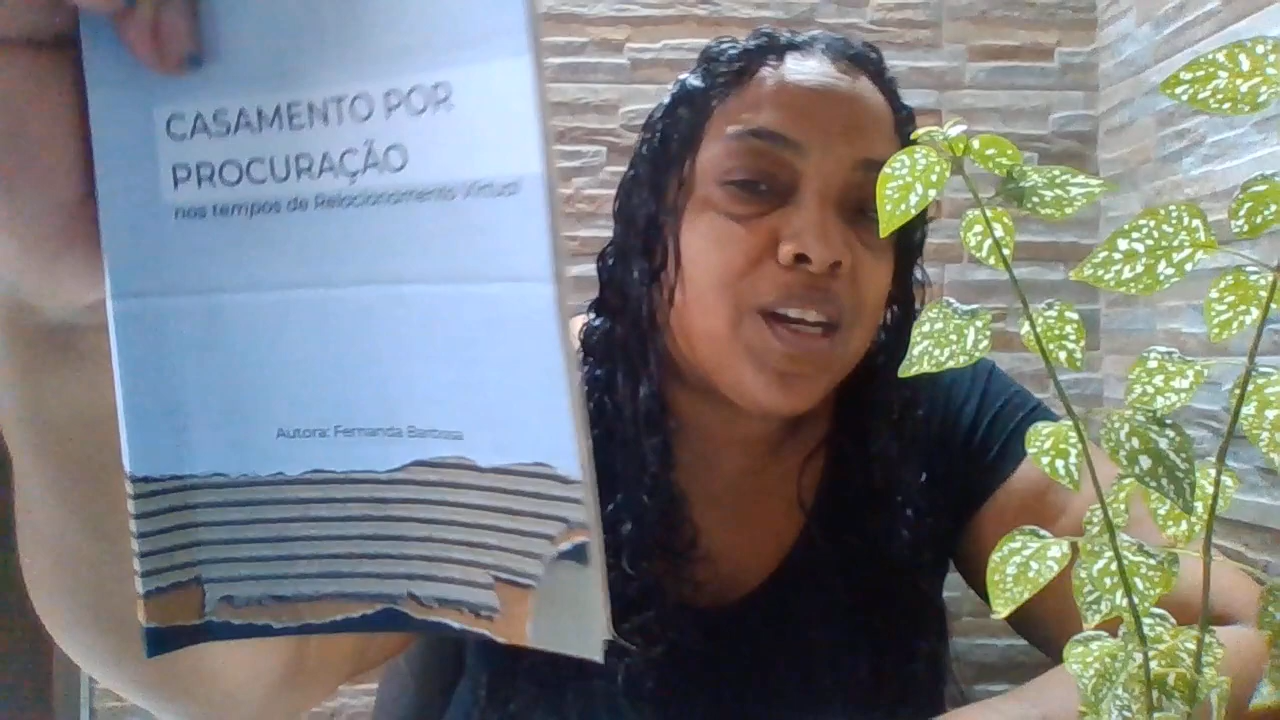 CASAMENTO POR
PROCURAÇÃO
nos tempos de Relacionamento Virtual
Autora: Fernanda Barbosa